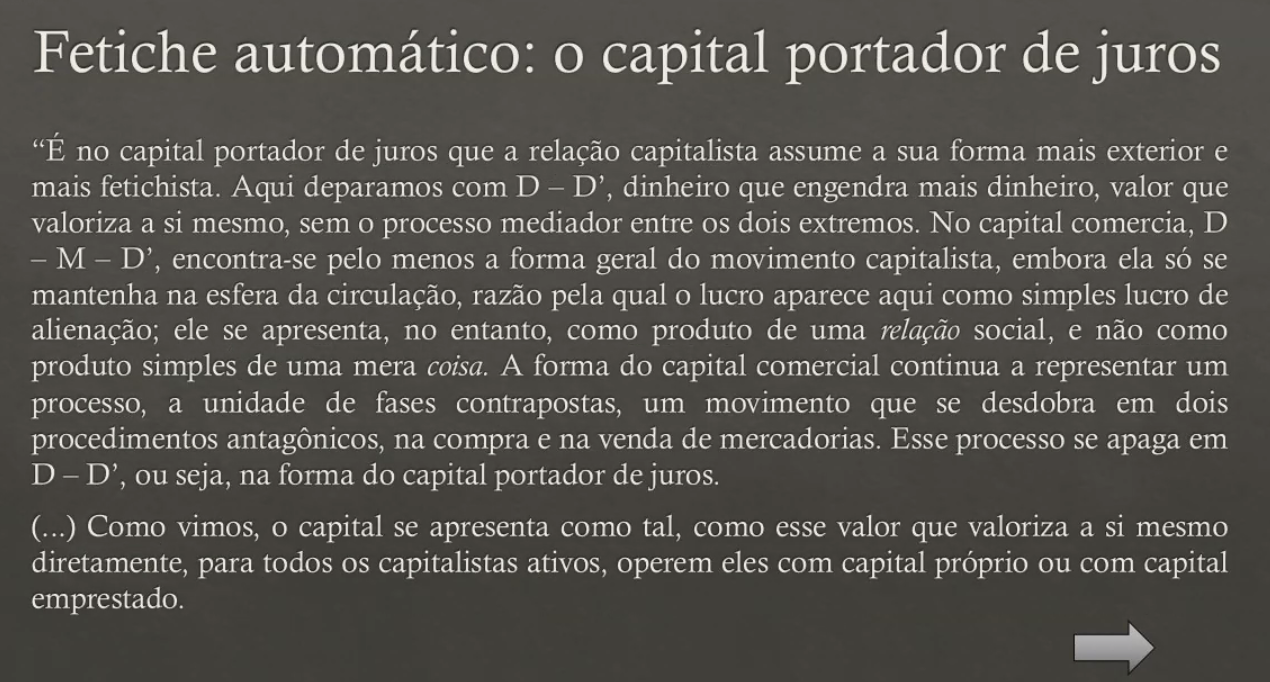 Fetiche automático: o capital portador de juros
“É no capital portador de juros que a relação capitalista assume a sua forma mais exterior e
mais fetichista. Aqui deparamos com D – D’, dinheiro que engendra mais dinheiro, valor que
valoriza a si mesmo, sem o processo mediador entre os dois extremos. No capital comercia, D
– M – D’, encontra-se pelo menos a forma geral do movimento capitalista, embora ela só se
mantenha na esfera da circulação, razão pela qual o lucro aparece aqui como simples lucro de
alienação; ele se apresenta, no entanto, como produto de uma relação social, e não como
produto simples de uma mera coisa. A forma do capital comercial continua a representar um
processo, a unidade de fases contrapostas, um movimento que se desdobra em dois
procedimentos antagônicos, na compra e na venda de mercadorias. Esse processo se apaga em
D – D’, ou seja, na forma do capital portador de juros.
(...) Como vimos, o capital se apresenta como tal, como esse valor que valoriza a si mesmo
diretamente, para todos os capitalistas ativos, operem eles com capital próprio ou com capital
emprestado.